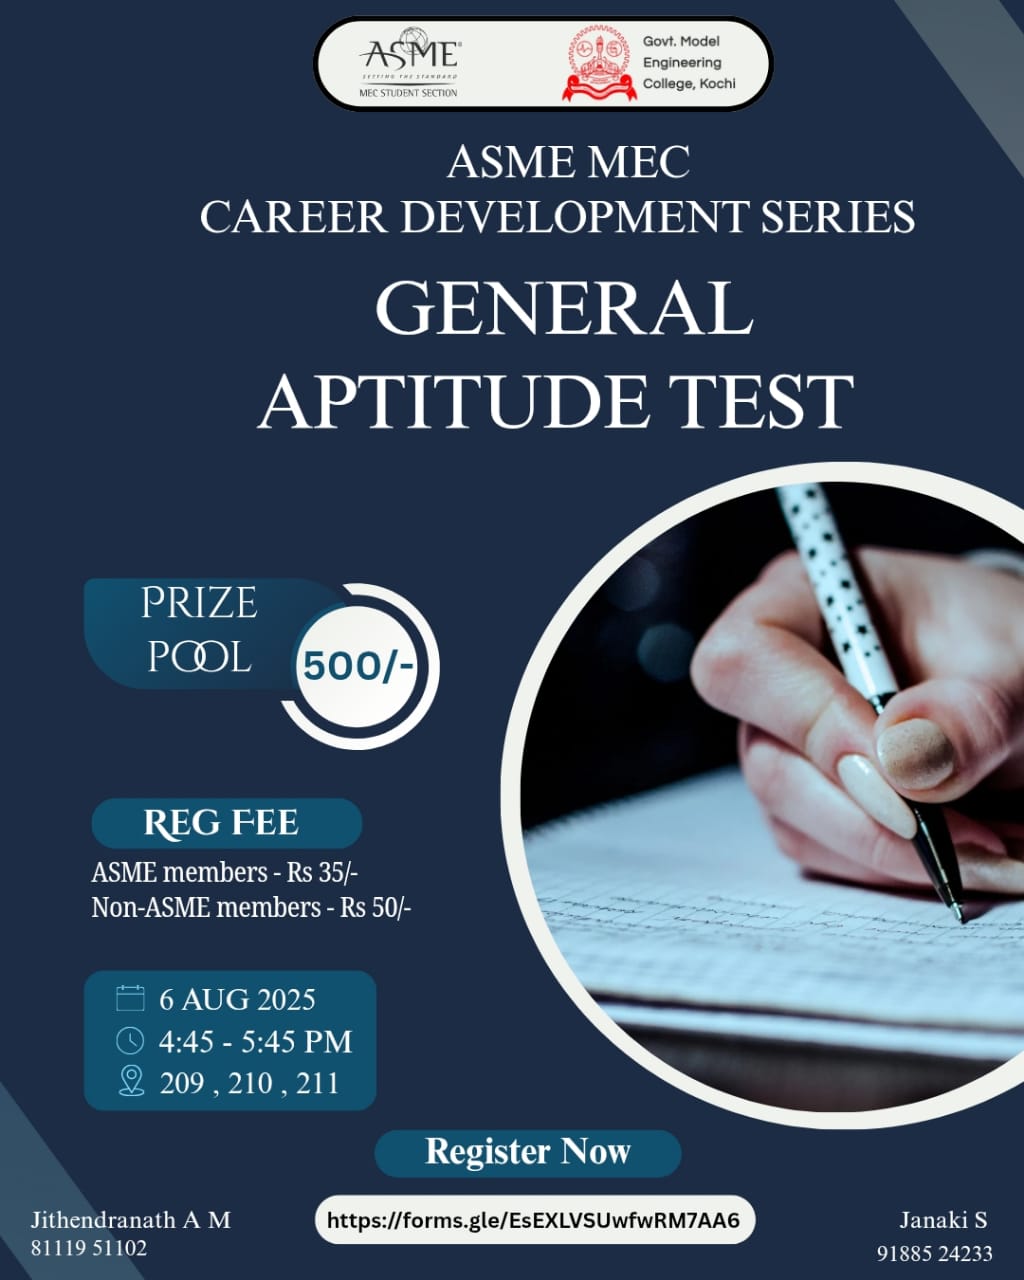 ASME
SETTING THE STANDARD
MEC STUDENT SECTION
Govt. Model
Engineering
College, Kochi
ASME MEC
CAREER DEVELOPMENT SERIES
GENERAL
APTITUDE TEST
PRIZE
POOL
500/-
REG FEE
ASME members - Rs 35/-
Non-ASME members - Rs 50/-
6 AUG 2025
4:45 - 5:45 PM
209 , 210 , 211
Register Now
https://forms.gle/EsEXLVSUwfwRM7AA6
Jithendranath A M
81119 51102
Janaki S
91885 24233